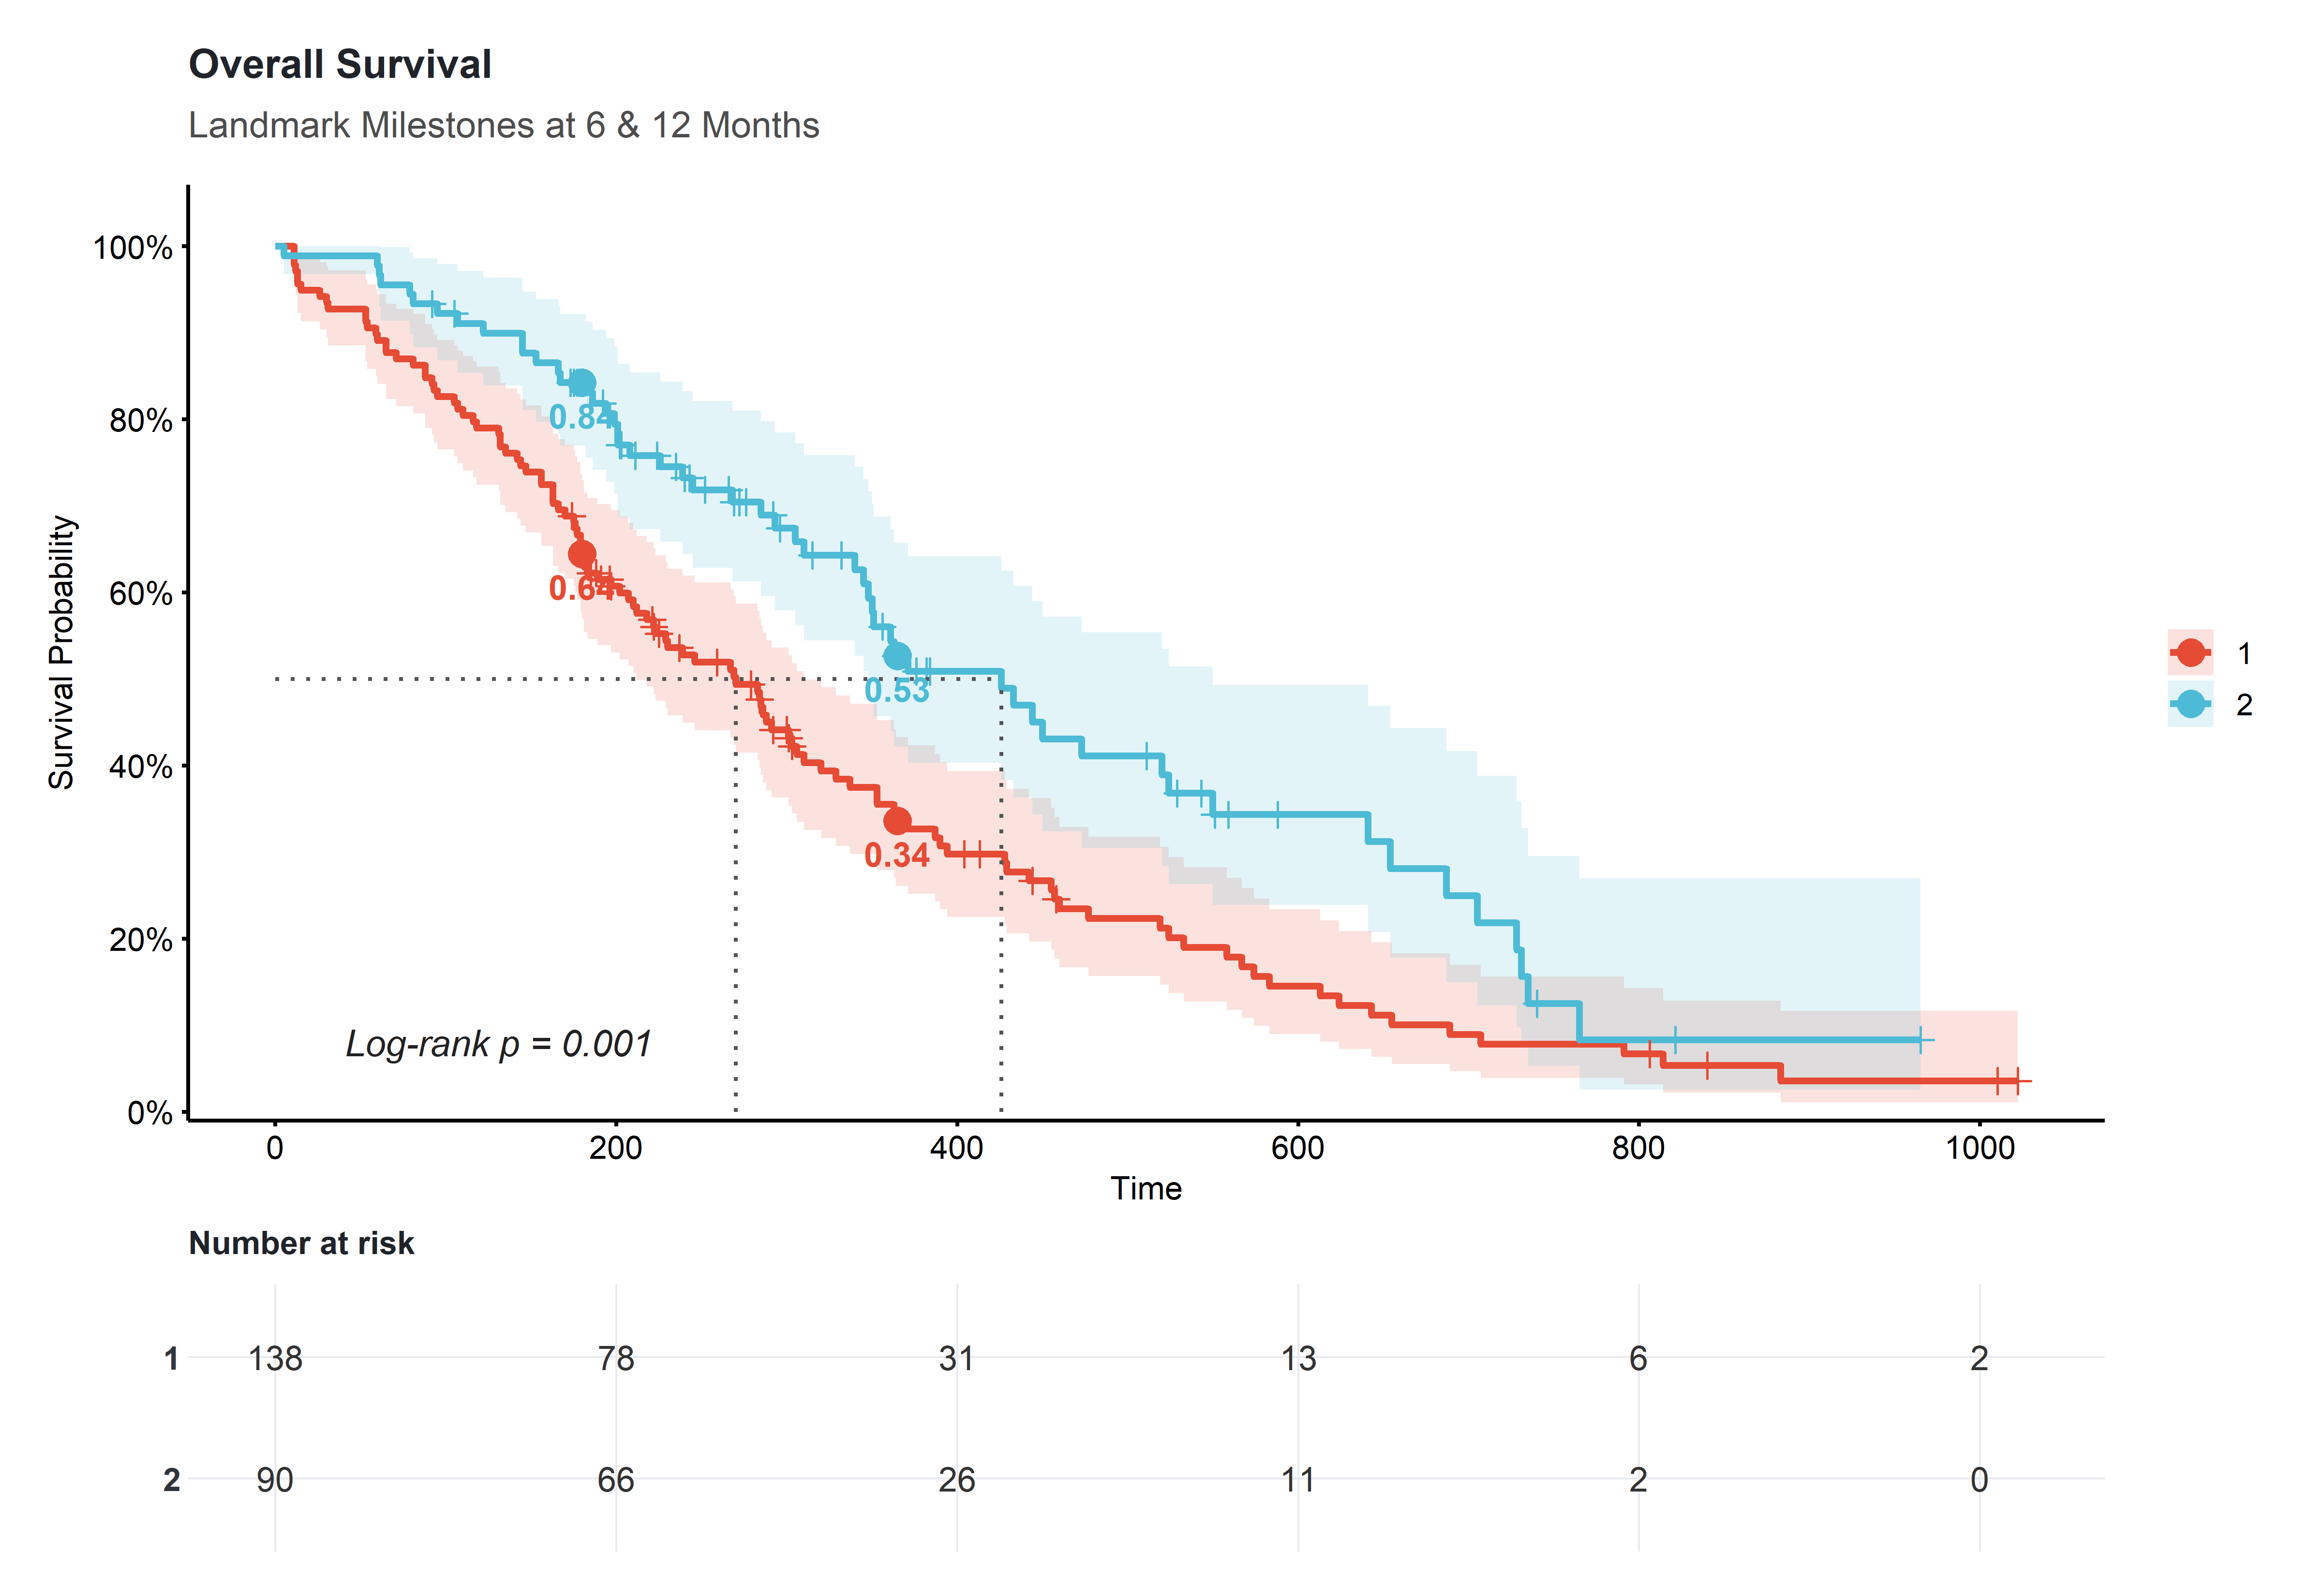 Overall Survival
Landmark Milestones at 6 & 12 Months
Survival Probability
100%
80%
60%
40%
20%
0%
0.84
0.64
0.53
0.34
Log-rank p = 0.001
1
2
0 200 400 600 800 1000
Time
Number at risk
1 138 78 31 13 6 2
2 90 66 26 11 2 0